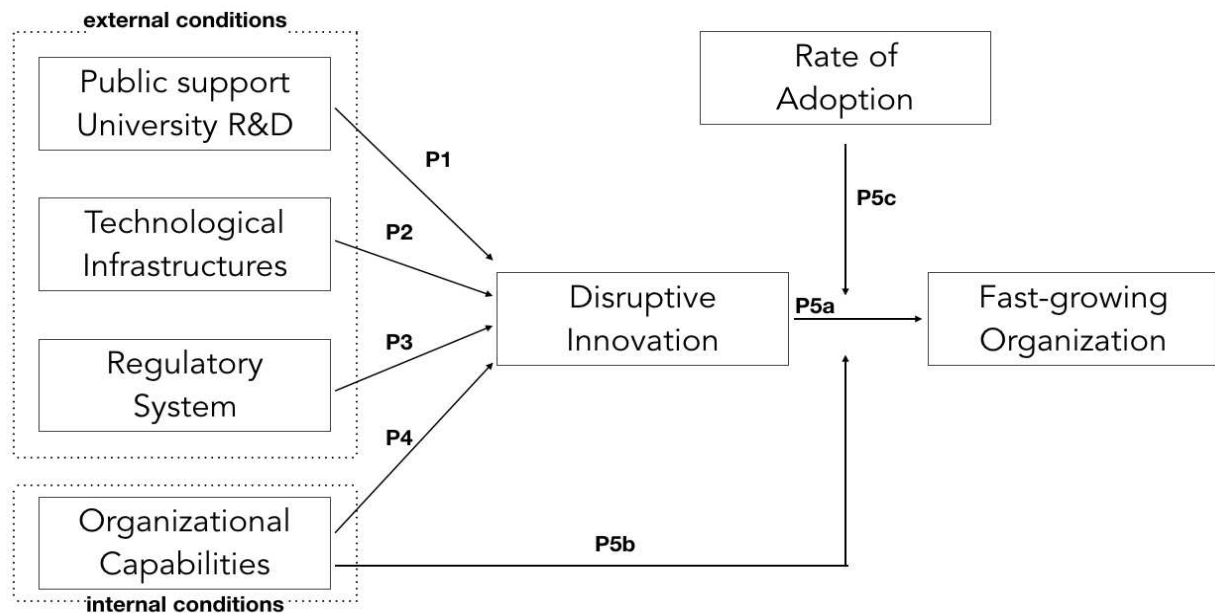 external conditions
Public support
University R&D
P1
Technological
Infrastructures
P2
Regulatory
System
P3
P4
Organizational
Capabilities
internal conditions
P5b
Disruptive
Innovation
Rate of
Adoption
P5c
P5a
Fast-growing
Organization